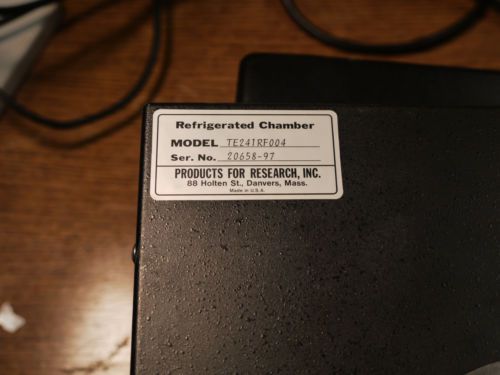 Refrigerated Chamber
MODEL TE241RF004
Ser. No. 20658-97
PRODUCTS FOR RESEARCH, INC.
88 Holten St., Danvers, Mass.
Made in U.S.A.